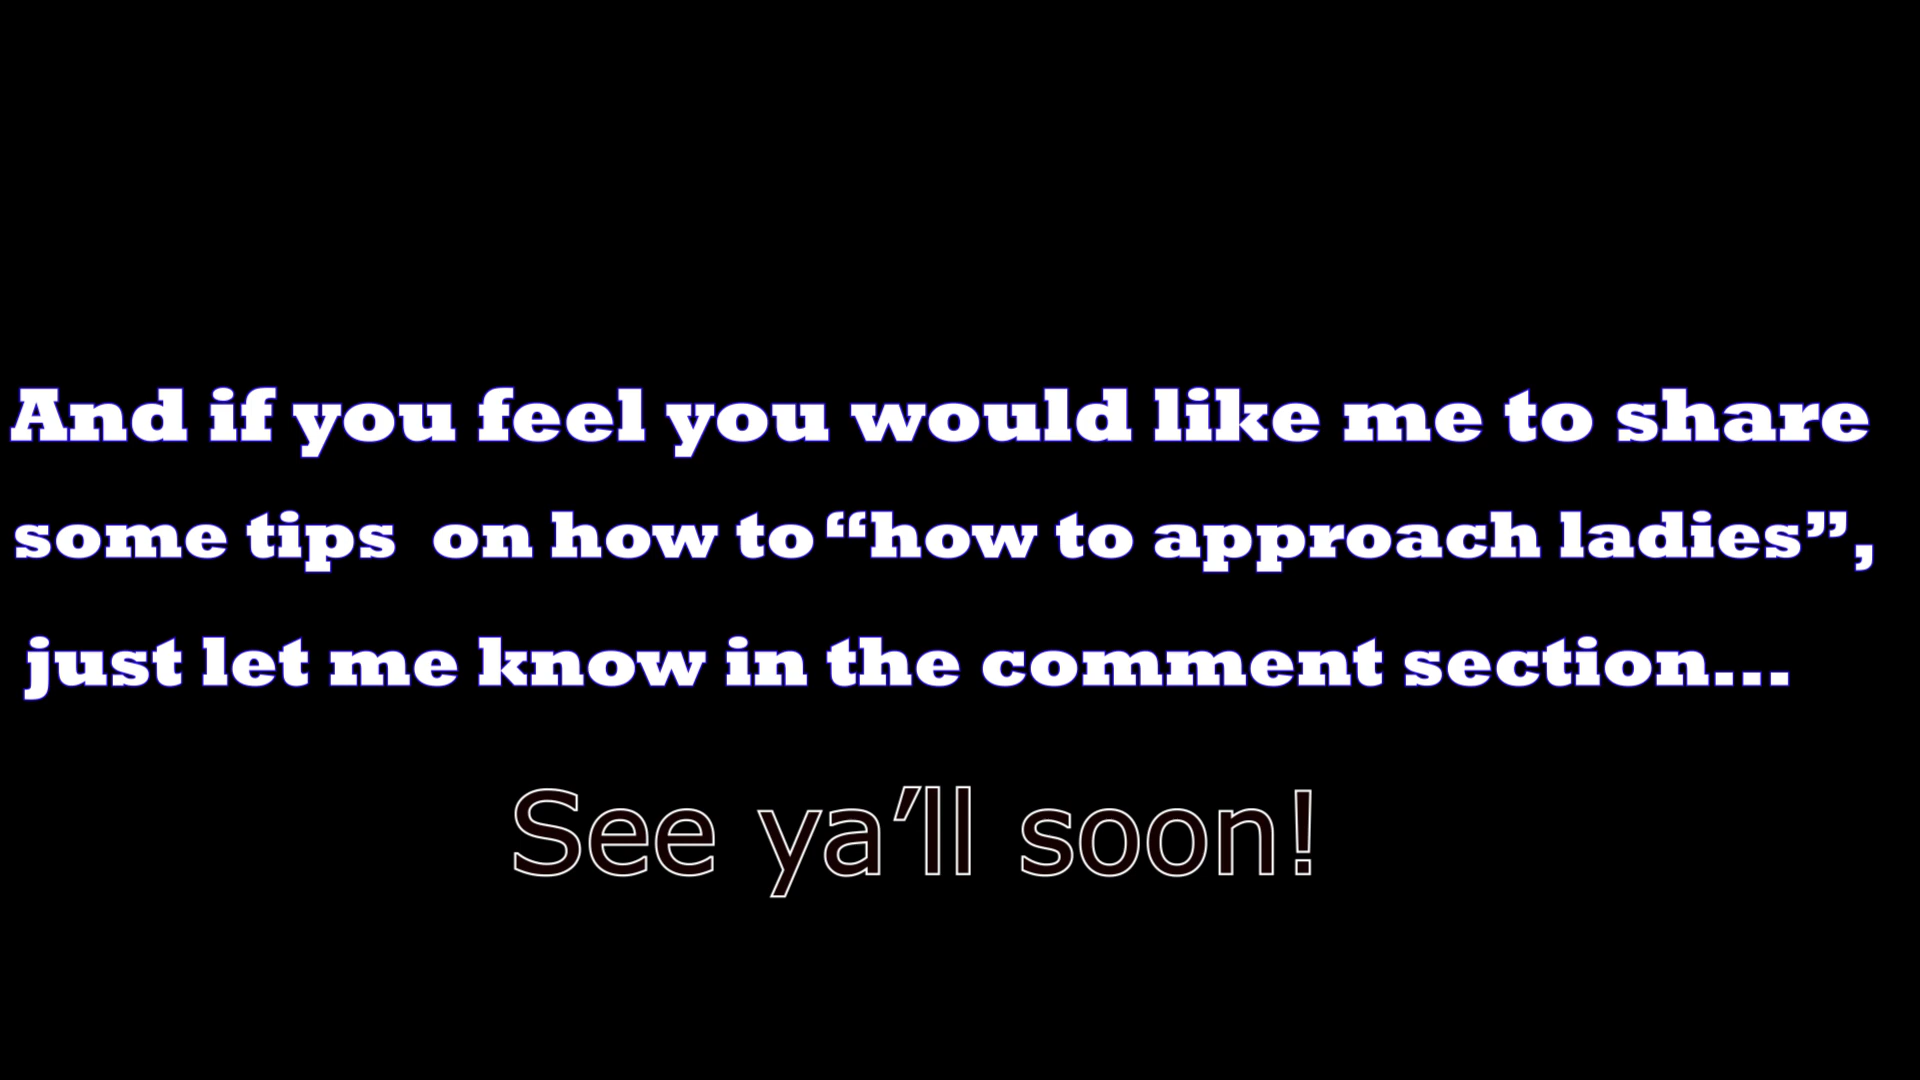 And if you feel you would like me to share
some tips on how to “how to approach ladies”,
just let me know in the comment section...
See ya’ll soon!